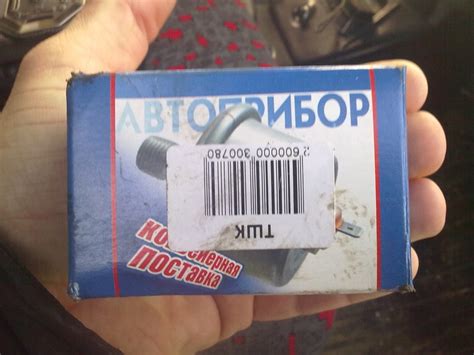 АВТОПРИБОР
2 600000 300780
ТШК
КОНВЕЙЕРНАЯ
ПОСТАВКА